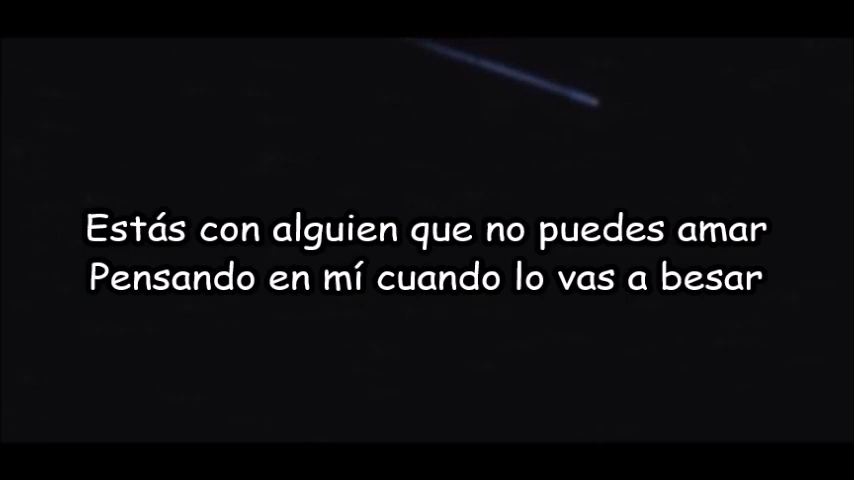 Estás con alguien que no puedes amar
Pensando en mí cuando lo vas a besar